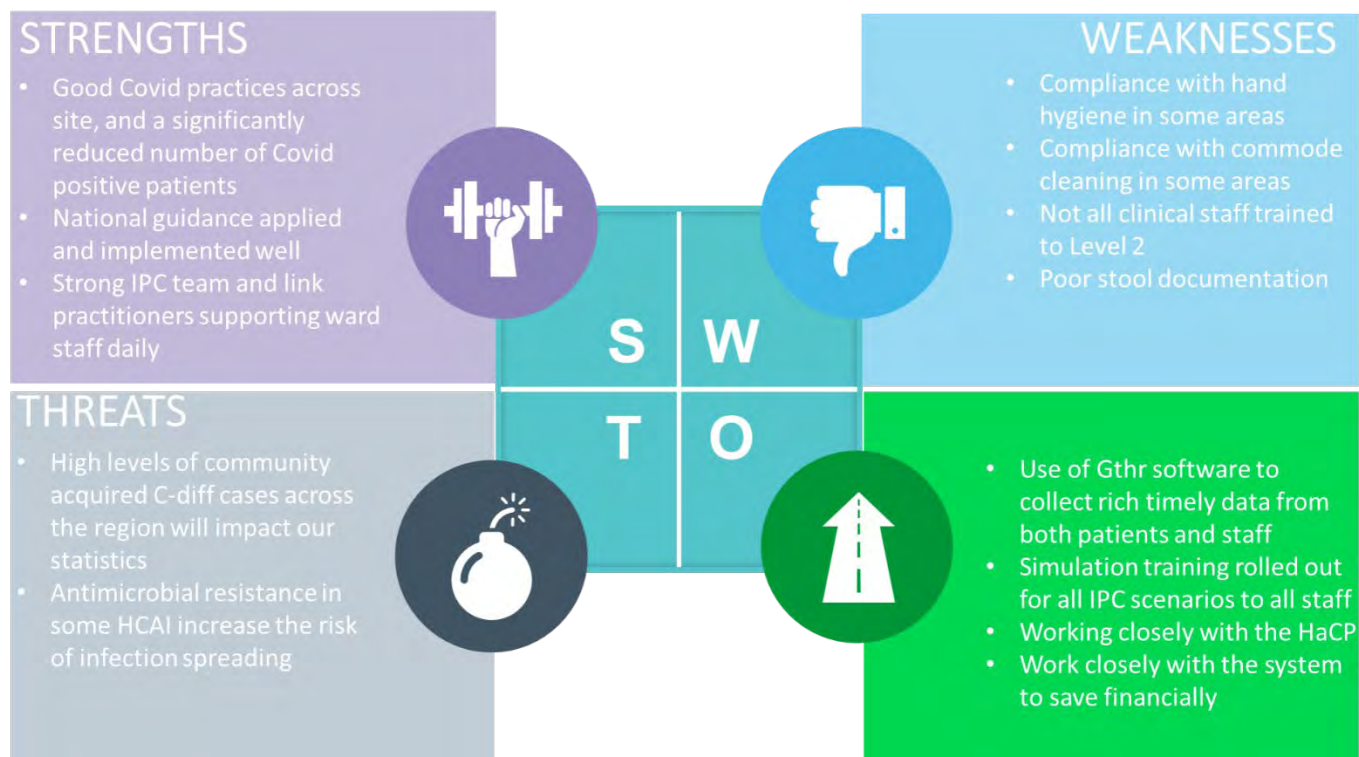 STRENGTHS
• Good Covid practices across
site, and a significantly
reduced number of Covid
positive patients
• National guidance applied
and implemented well
• Strong IPC team and link
practitioners supporting ward
staff daily
WEAKNESSES
• Compliance with hand
hygiene in some areas
• Compliance with commode
cleaning in some areas
• Not all clinical staff trained
to Level 2
• Poor stool documentation
S W
T O
THREATS
• High levels of community
acquired C-diff cases across
the region will impact our
statistics
• Antimicrobial resistance in
some HCAI increase the risk
of infection spreading
• Use of Gthr software to
collect rich timely data from
both patients and staff
• Simulation training rolled out
for all IPC scenarios to all staff
• Working closely with the HaCP
• Work closely with the system
to save financially